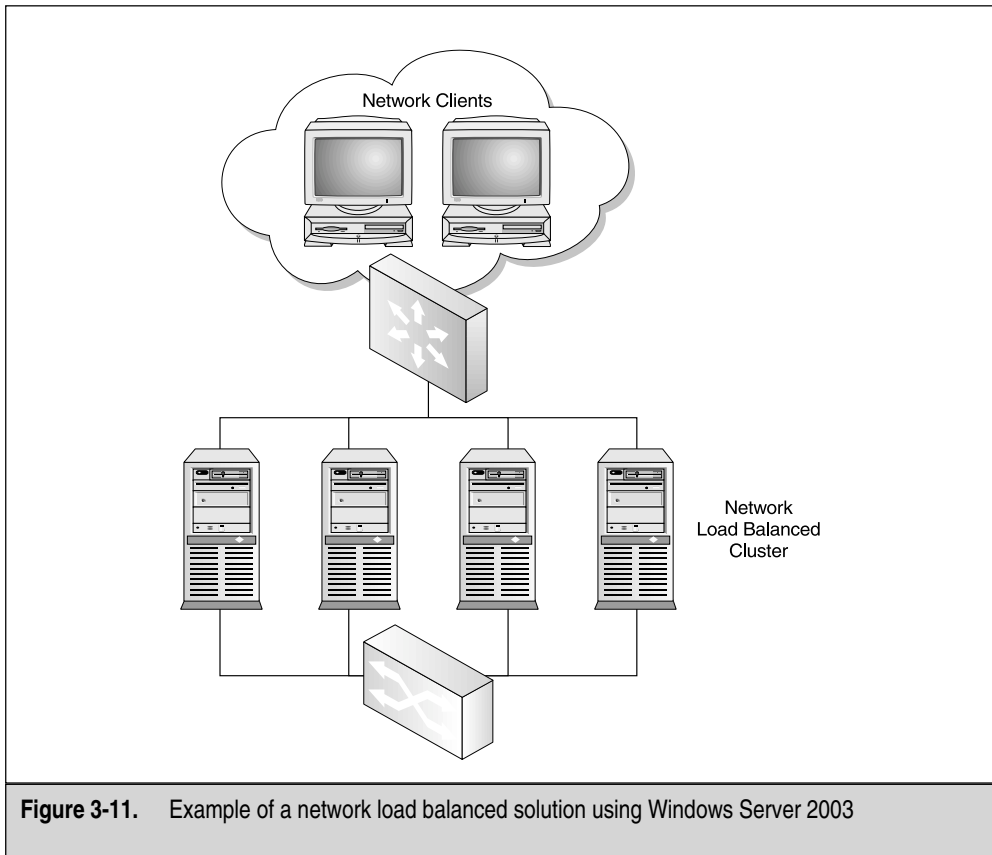 Network Clients
Network
Load Balanced
Cluster
Figure 3-11. Example of a network load balanced solution using Windows Server 2003